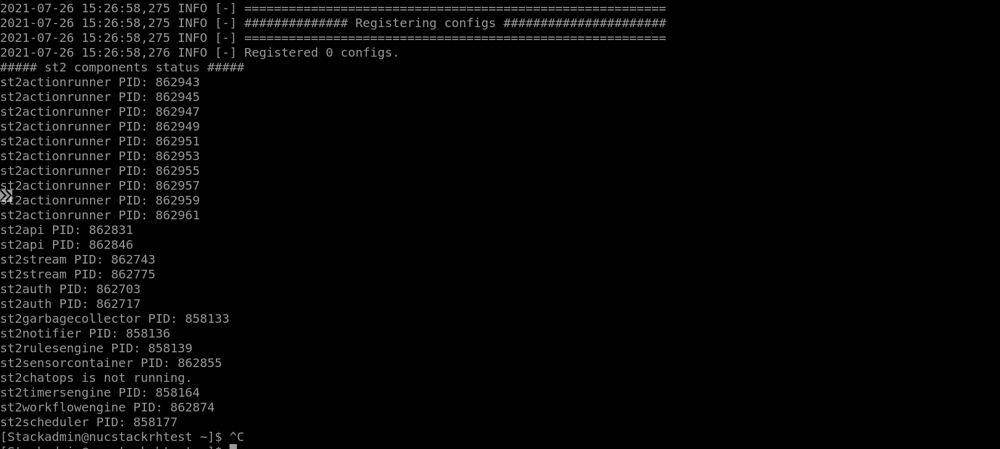 2021-07-26 15:26:58,275 INFO [-] =========================================================
2021-07-26 15:26:58,275 INFO [-] ############## Registering configs ######################
2021-07-26 15:26:58,275 INFO [-] =========================================================
2021-07-26 15:26:58,276 INFO [-] Registered 0 configs.
##### st2 components status #####
st2actionrunner PID: 862943
st2actionrunner PID: 862945
st2actionrunner PID: 862947
st2actionrunner PID: 862949
st2actionrunner PID: 862951
st2actionrunner PID: 862953
st2actionrunner PID: 862955
st2actionrunner PID: 862957
st2actionrunner PID: 862959
st2actionrunner PID: 862961
st2api PID: 862831
st2api PID: 862846
st2stream PID: 862743
st2stream PID: 862775
st2auth PID: 862703
st2auth PID: 862717
st2garbagecollector PID: 858133
st2notifier PID: 858136
st2rulesengine PID: 858139
st2sensorcontainer PID: 862855
st2chatops is not running.
st2timersengine PID: 858164
st2workflowengine PID: 862874
st2scheduler PID: 858177
[Stackadmin@nucstackrhtest ~]$ ^C
[Stackadmin@nucstackrhtest ~]$